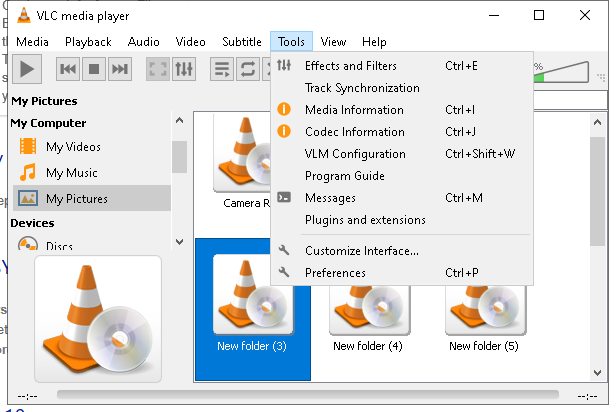 VLC media player
Media Playback Audio Video Subtitle Tools View Help
%
Effects and Filters Ctrl+E
Track Synchronization
Media Information Ctrl+I
Codec Information Ctrl+J
VLM Configuration Ctrl+Shift+W
Program Guide
Messages Ctrl+M
Plugins and extensions
Customize Interface...
Preferences Ctrl+P
My Pictures
My Computer
My Videos
My Music
My Pictures
Devices
Discs
Camera R
New folder (3)
New folder (4)
New folder (5)
--:--
--:--